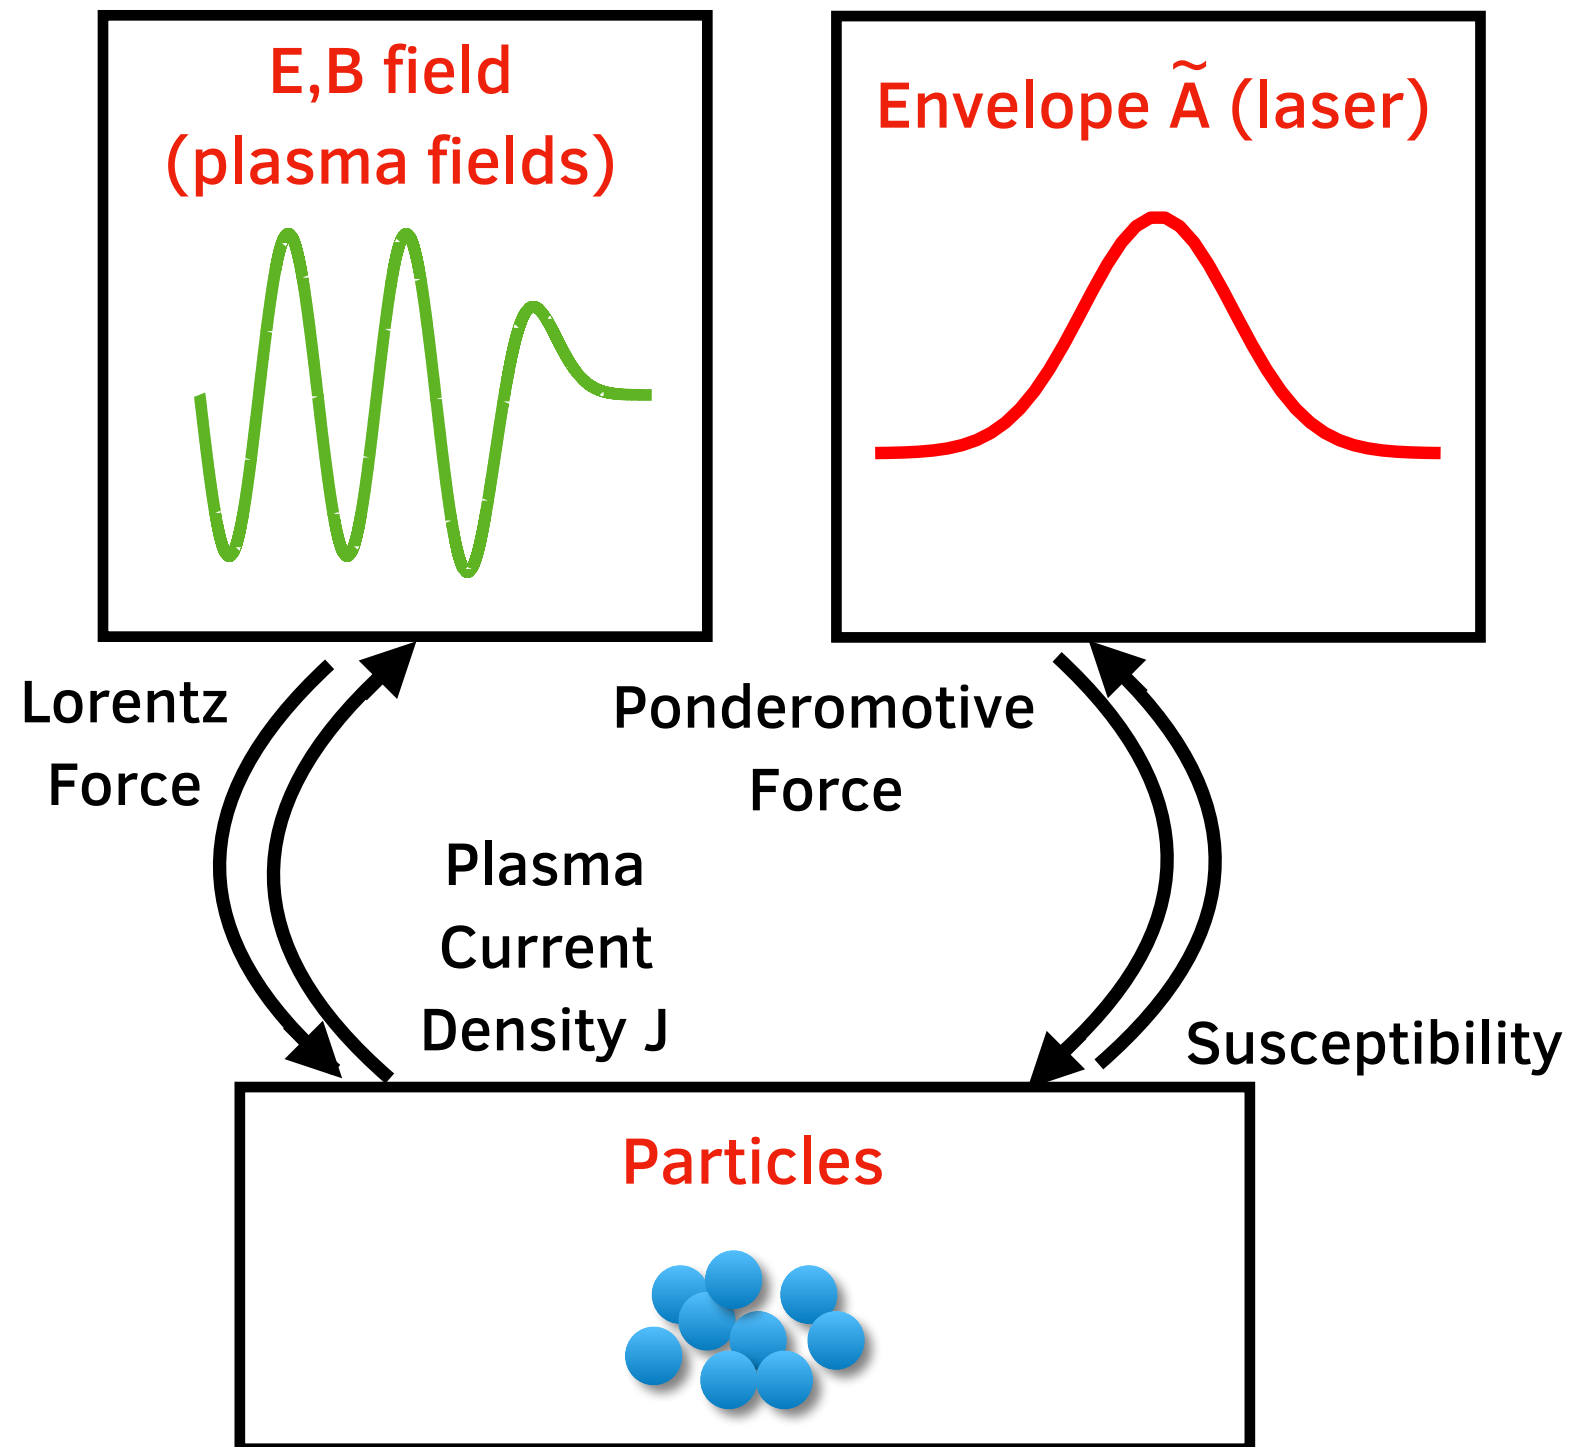 E,B field
(plasma fields)
Envelope Ã (laser)
Lorentz
Force
Ponderomotive
Force
Plasma
Current
Density J
Susceptibility
Particles